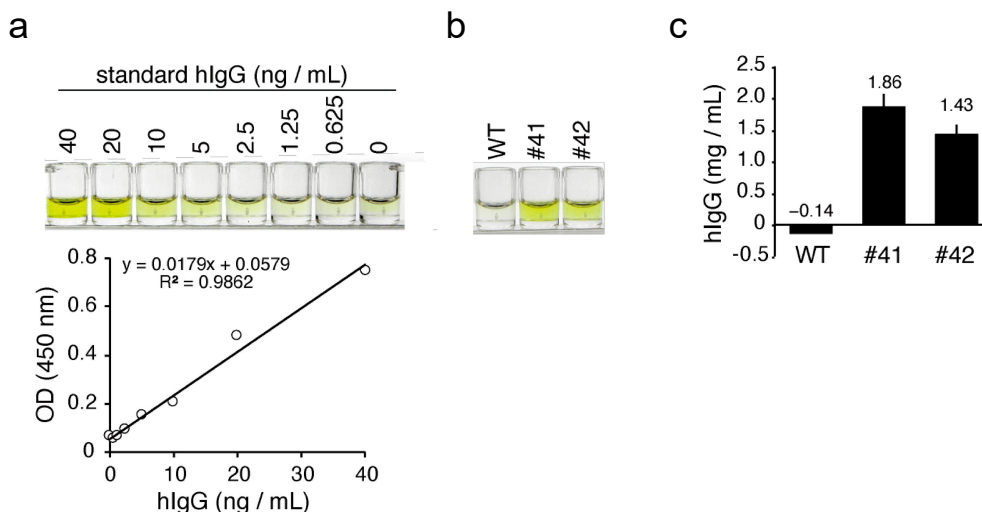 a
standard hIgG (ng / mL)
40 20 10 5 2.5 1.25 0.625 0
y = 0.0179x + 0.0579
R² = 0.9862
OD (450 nm)
0.8
0.6
0.4
0.2
0
0 10 20 30 40
hIgG (ng / mL)
b
WT #41 #42
c
hIgG (mg / mL)
2.5
2.0
1.5
1.0
0.5
0
-0.5
1.86
1.43
–0.14
WT #41 #42